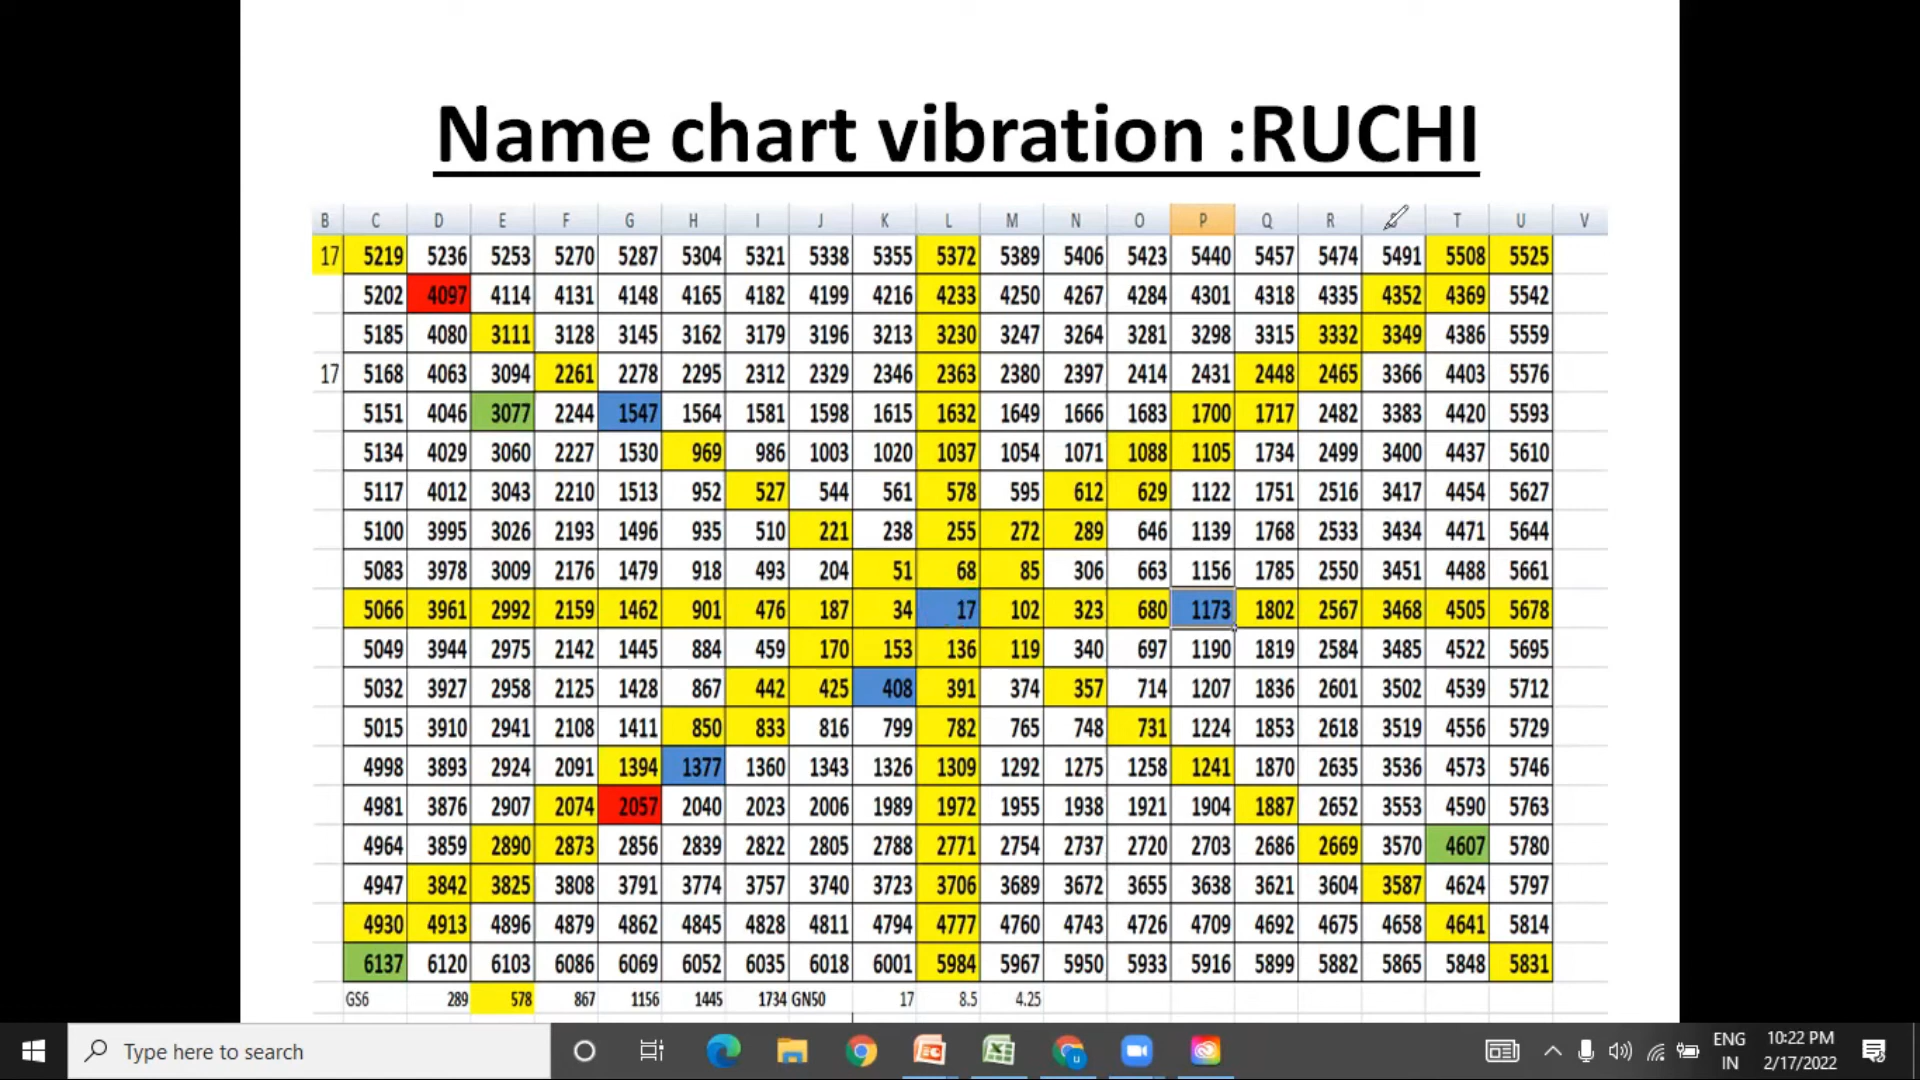 Name chart vibration :RUCHI
B C D E F G H I J K L M N O P Q R T U V
17 5219 5236 5253 5270 5287 5304 5321 5338 5355 5372 5389 5406 5423 5440 5457 5474 5491 5508 5525
5202 4097 4114 4131 4148 4165 4182 4199 4216 4233 4250 4267 4284 4301 4318 4335 4352 4369 5542
5185 4080 3111 3128 3145 3162 3179 3196 3213 3230 3247 3264 3281 3298 3315 3332 3349 4386 5559
17 5168 4063 3094 2261 2278 2295 2312 2329 2346 2363 2380 2397 2414 2431 2448 2465 3366 4403 5576
5151 4046 3077 2244 1547 1564 1581 1598 1615 1632 1649 1666 1683 1700 1717 2482 3383 4420 5593
5134 4029 3060 2227 1530 969 986 1003 1020 1037 1054 1071 1088 1105 1734 2499 3400 4437 5610
5117 4012 3043 2210 1513 952 527 544 561 578 595 612 629 1122 1751 2516 3417 4454 5627
5100 3995 3026 2193 1496 935 510 221 238 255 272 289 646 1139 1768 2533 3434 4471 5644
5083 3978 3009 2176 1479 918 493 204 51 68 85 306 663 1156 1785 2550 3451 4488 5661
5066 3961 2992 2159 1462 901 476 187 34 17 102 323 680 1173 1802 2567 3468 4505 5678
5049 3944 2975 2142 1445 884 459 170 153 136 119 340 697 1190 1819 2584 3485 4522 5695
5032 3927 2958 2125 1428 867 442 425 408 391 374 357 714 1207 1836 2601 3502 4539 5712
5015 3910 2941 2108 1411 850 833 816 799 782 765 748 731 1224 1853 2618 3519 4556 5729
4998 3893 2924 2091 1394 1377 1360 1343 1326 1309 1292 1275 1258 1241 1870 2635 3536 4573 5746
4981 3876 2907 2074 2057 2040 2023 2006 1989 1972 1955 1938 1921 1904 1887 2652 3553 4590 5763
4964 3859 2890 2873 2856 2839 2822 2805 2788 2771 2754 2737 2720 2703 2686 2669 3570 4607 5780
4947 3842 3825 3808 3791 3774 3757 3740 3723 3706 3689 3672 3655 3638 3621 3604 3587 4624 5797
4930 4913 4896 4879 4862 4845 4828 4811 4794 4777 4760 4743 4726 4709 4692 4675 4658 4641 5814
6137 6120 6103 6086 6069 6052 6035 6018 6001 5984 5967 5950 5933 5916 5899 5882 5865 5848 5831
GS6 289 578 867 1156 1445 1734 GN50 17 8.5 4.25
Type here to search
ENG 10:22 PM
IN 2/17/2022